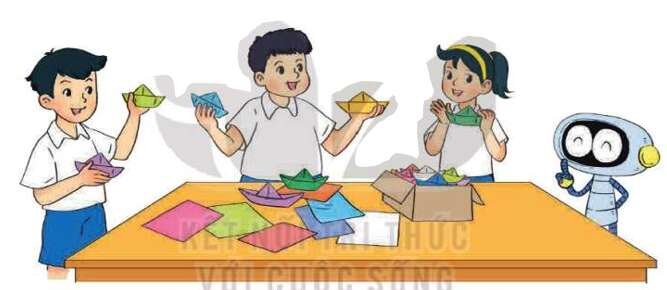 KẾT NỐI TRI THỨC
VỚI CUỘC SỐNG